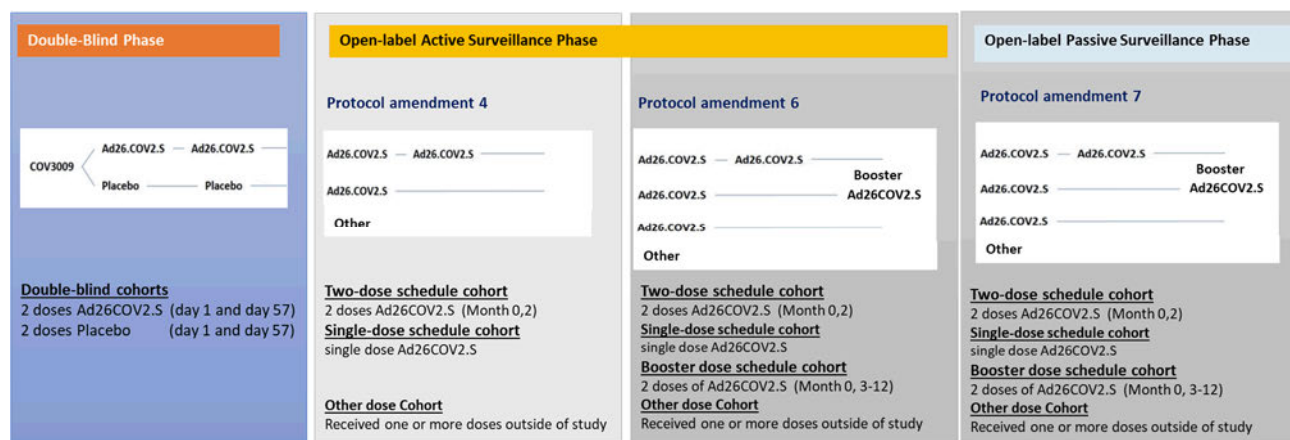 Double-Blind Phase
COV3009
Ad26.COV2.S Ad26.COV2.S
Placebo Placebo
Double-blind cohorts
2 doses Ad26COV2.S (day 1 and day 57)
2 doses Placebo (day 1 and day 57)
Open-label Active Surveillance Phase
Protocol amendment 4
Ad26.COV2.S Ad26.COV2.S
Ad26.COV2.S
Other
Two-dose schedule cohort
2 doses Ad26COV2.S (Month 0,2)
Single-dose schedule cohort
single dose Ad26COV2.S
Other dose Cohort
Received one or more doses outside of study
Protocol amendment 6
Ad26.COV2.S Ad26.COV2.S
Booster
Ad26.COV2.S Ad26COV2.S
Ad26.COV2.S
Other
Two-dose schedule cohort
2 doses Ad26COV2.S (Month 0,2)
Single-dose schedule cohort
single dose Ad26COV2.S
Booster dose schedule cohort
2 doses of Ad26COV2.S (Month 0, 3-12)
Other dose Cohort
Received one or more doses outside of study
Open-label Passive Surveillance Phase
Protocol amendment 7
Ad26.COV2.S Ad26.COV2.S
Booster
Ad26.COV2.S Ad26COV2.S
Ad26.COV2.S
Other
Two-dose schedule cohort
2 doses Ad26COV2.S (Month 0,2)
Single-dose schedule cohort
single dose Ad26COV2.S
Booster dose schedule cohort
2 doses of Ad26COV2.S (Month 0, 3-12)
Other dose Cohort
Received one or more doses outside of study